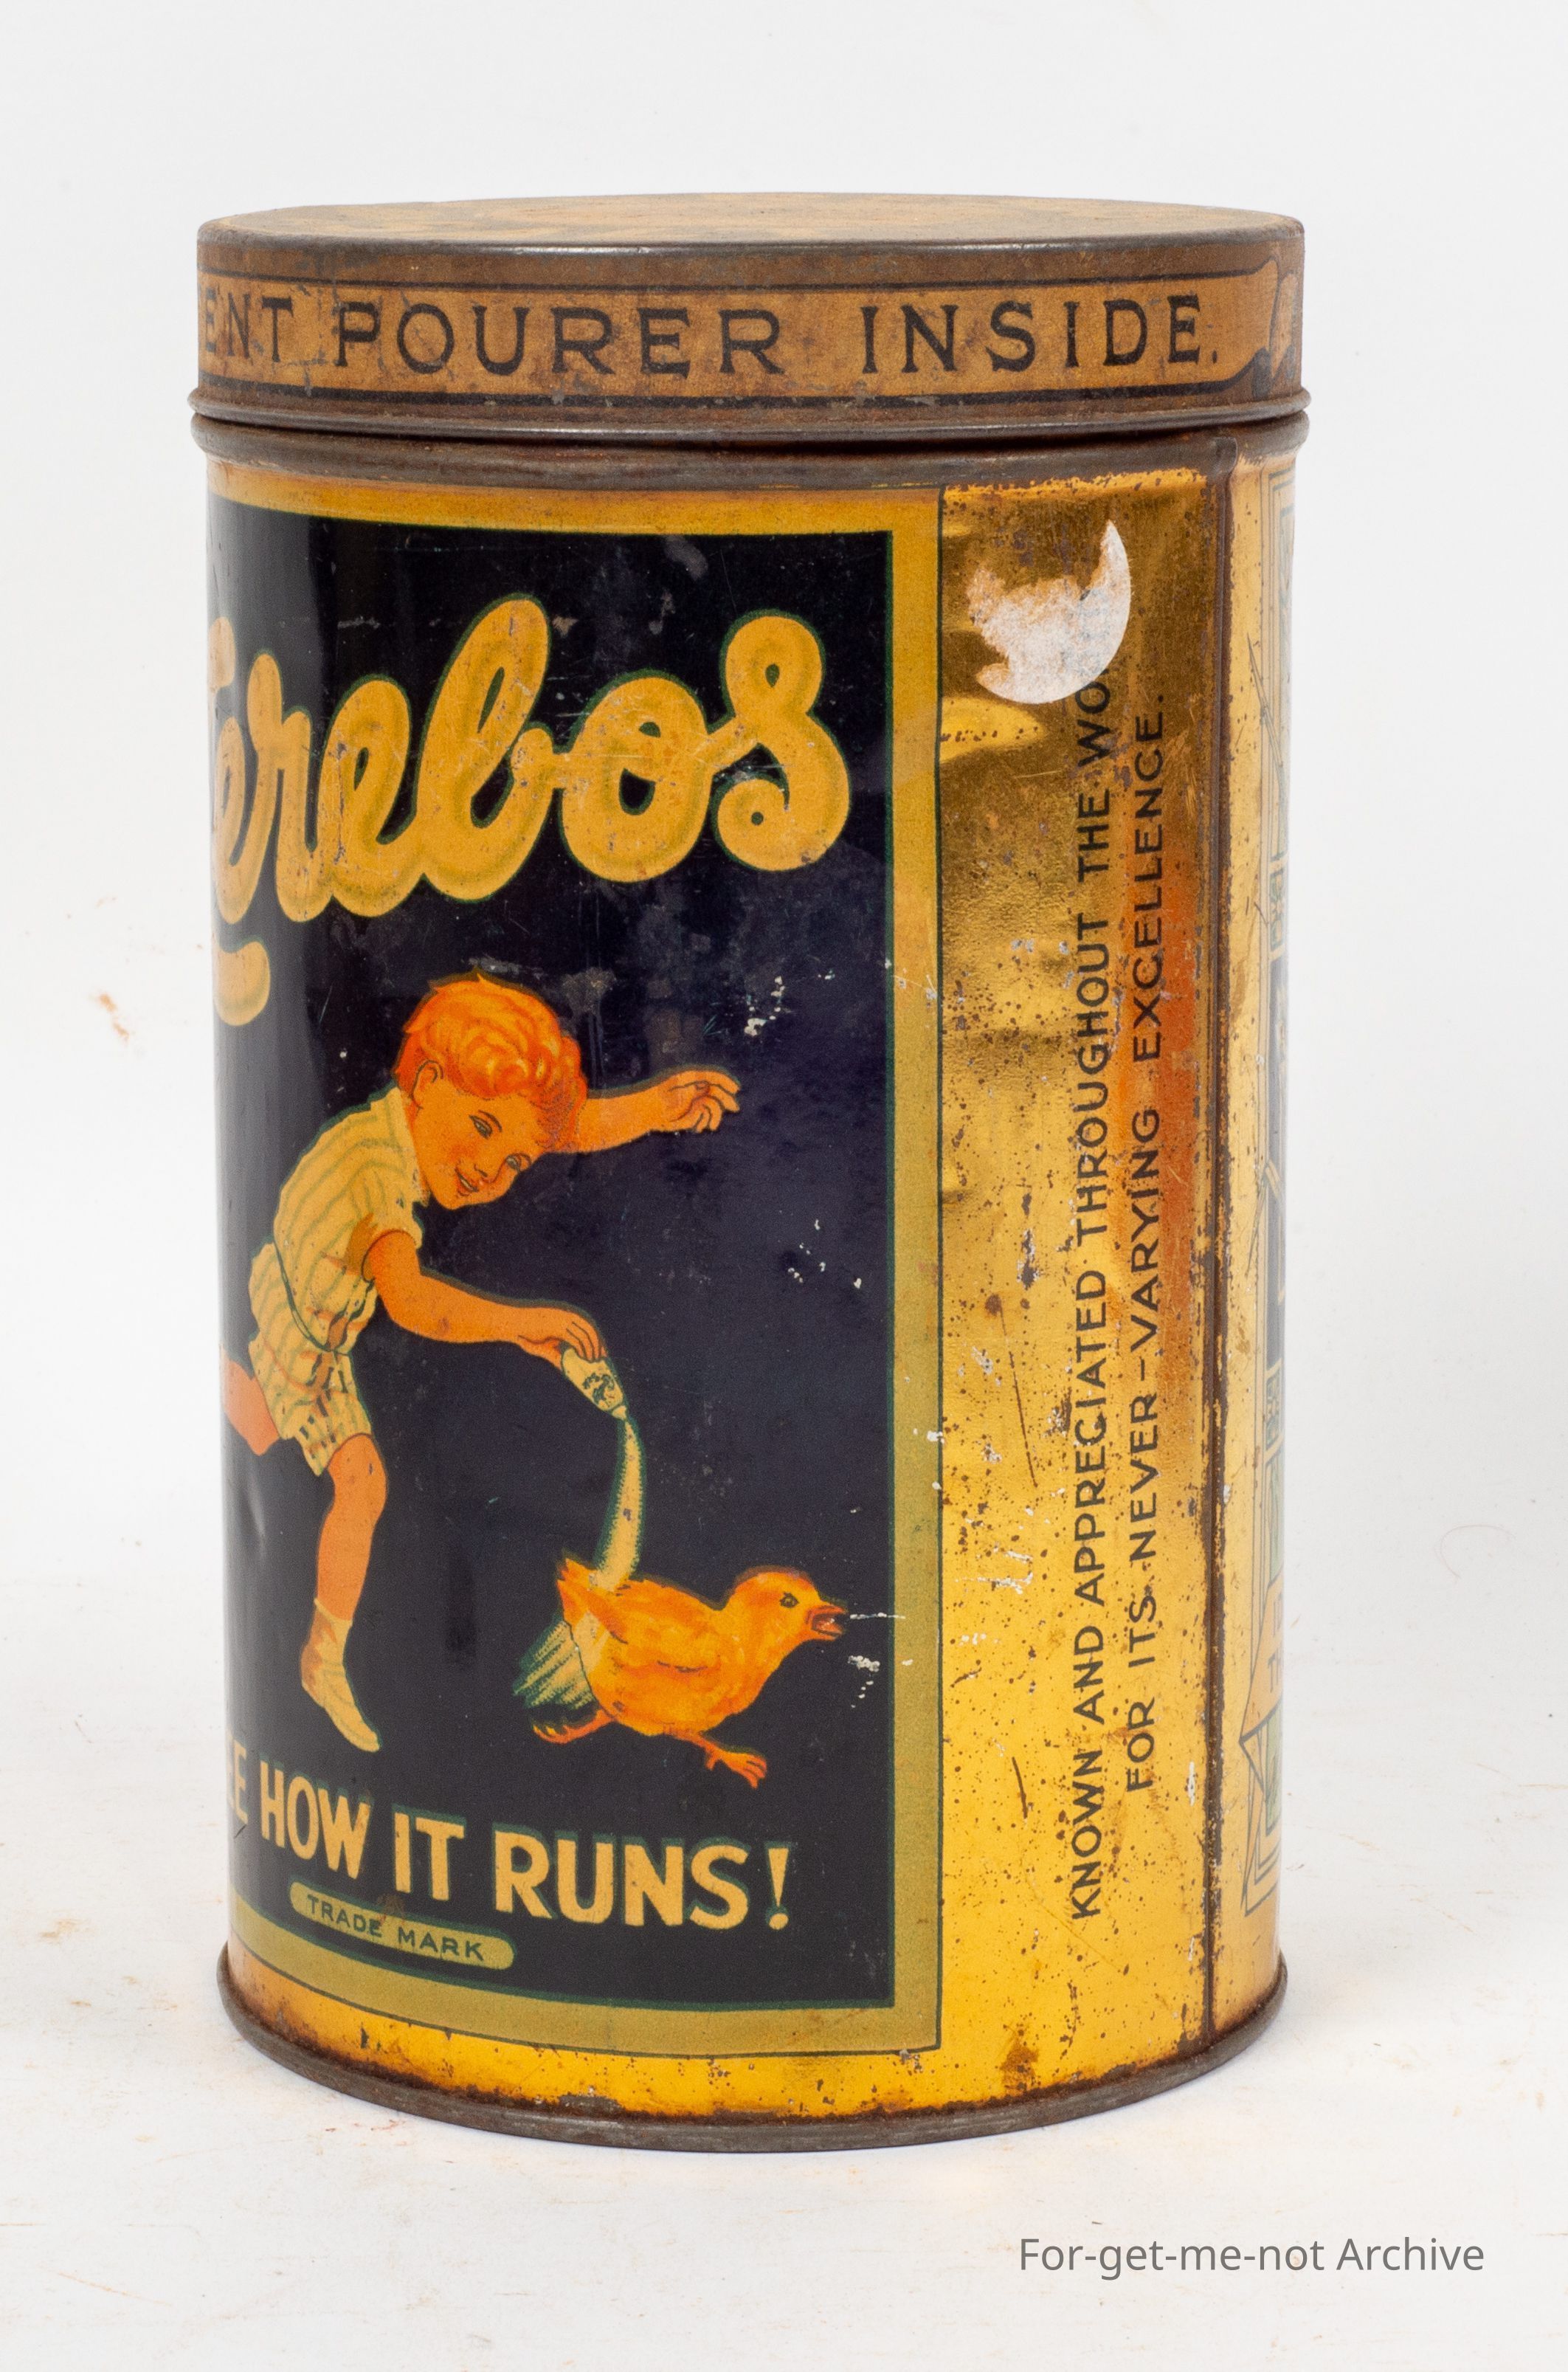 ENT POURER INSIDE.
Cerebos
HOW IT RUNS!
TRADE MARK
KNOWN AND APPRECIATED THROUGHOUT THE WO
FOR ITS NEVER-VARYING EXCELLENCE.
For-get-me-not Archive